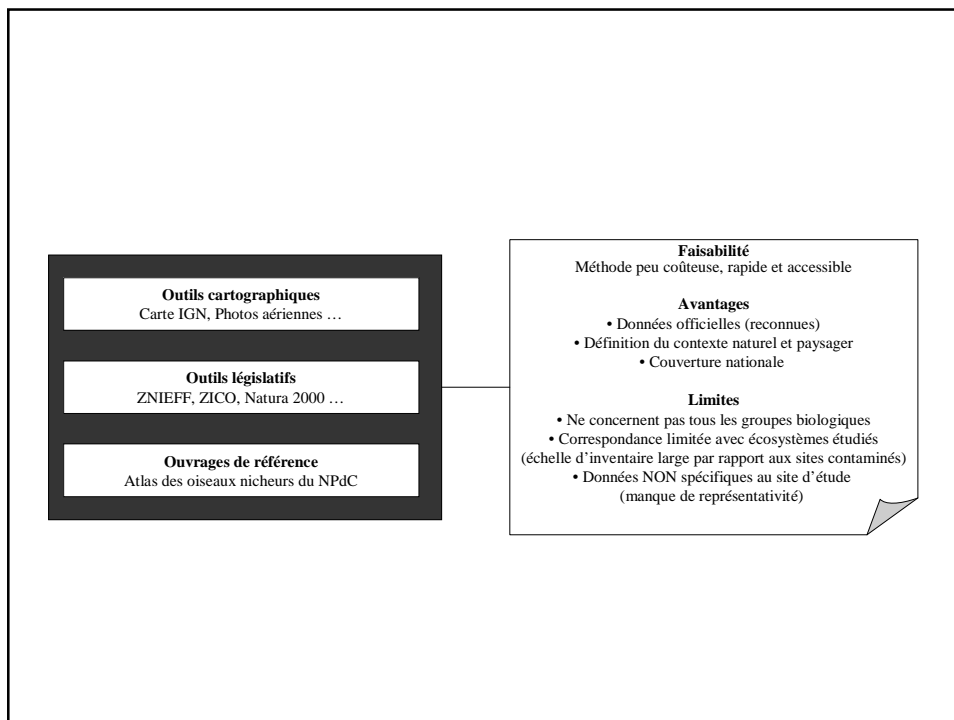 Outils cartographiques
Carte IGN, Photos aériennes …
Outils législatifs
ZNIEFF, ZICO, Natura 2000 …
Ouvrages de référence
Atlas des oiseaux nicheurs du NPdC
Faisabilité
Méthode peu coûteuse, rapide et accessible
Avantages
• Données officielles (reconnues)
• Définition du contexte naturel et paysager
• Couverture nationale
Limites
• Ne concernent pas tous les groupes biologiques
• Correspondance limitée avec écosystèmes étudiés
(échelle d’inventaire large par rapport aux sites contaminés)
• Données NON spécifiques au site d’étude
(manque de représentativité)